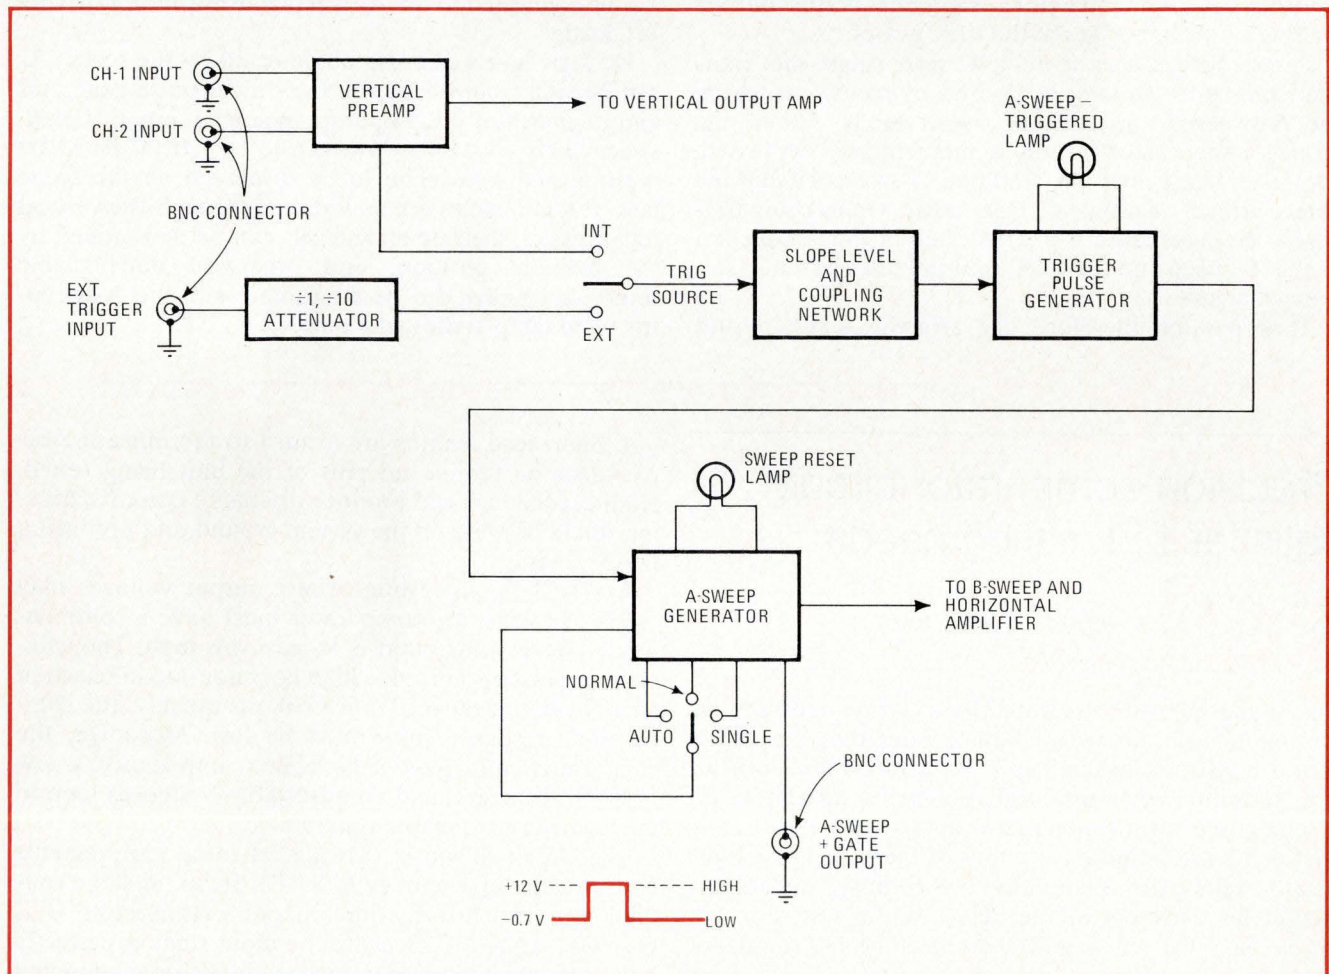 CH-1 INPUT
CH-2 INPUT
BNC CONNECTOR
VERTICAL
PREAMP
TO VERTICAL OUTPUT AMP
A-SWEEP –
TRIGGERED
LAMP
EXT
TRIGGER
INPUT
÷1, ÷10
ATTENUATOR
INT
EXT
TRIG
SOURCE
SLOPE LEVEL
AND
COUPLING
NETWORK
TRIGGER
PULSE
GENERATOR
SWEEP RESET
LAMP
A-SWEEP
GENERATOR
TO B-SWEEP AND
HORIZONTAL
AMPLIFIER
NORMAL
AUTO
SINGLE
BNC CONNECTOR
A-SWEEP
+ GATE
OUTPUT
+12 V
HIGH
–0.7 V
LOW